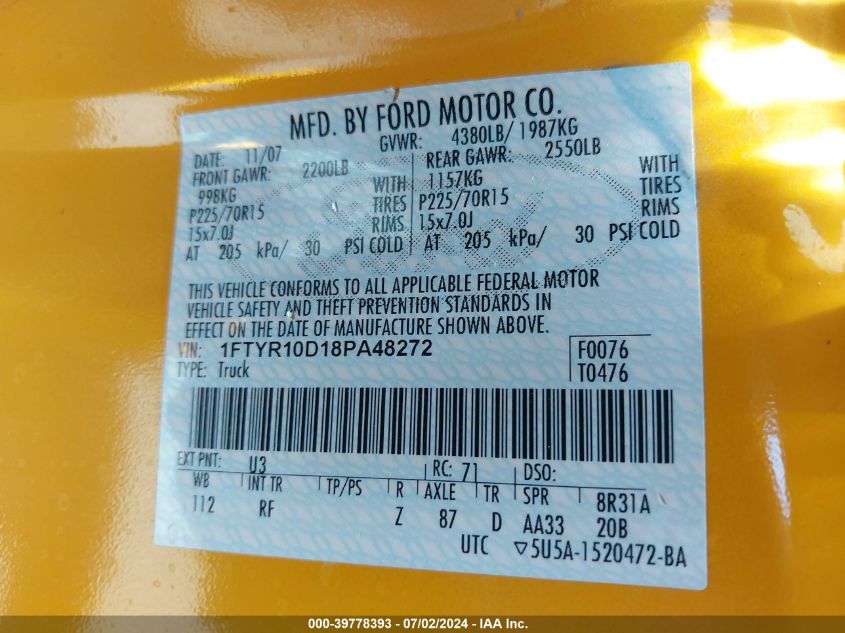 MFD. BY FORD MOTOR CO.
DATE: 11/07 GVWR: 4380LB/ 1987KG
FRONT GAWR: 2200LB REAR GAWR: 2550LB
998KG WITH 1157KG WITH
P225/70R15 TIRES P225/70R15 TIRES
15x7.0J RIMS 15x7.0J RIMS
AT 205 kPa/ 30 PSI COLD AT 205 kPa/ 30 PSI COLD
THIS VEHICLE CONFORMS TO ALL APPLICABLE FEDERAL MOTOR
VEHICLE SAFETY AND THEFT PREVENTION STANDARDS IN
EFFECT ON THE DATE OF MANUFACTURE SHOWN ABOVE.
VIN: 1FTYR10D18PA48272 F0076
TYPE: Truck T0476
EXT PNT: U3 RC: 71 DSO:
WB INT TR TP/PS R AXLE TR SPR 8R31A
112 RF Z 87 D AA33 20B
UTC ▽5U5A-1520472-BA
000-39778393 - 07/02/2024 - IAA Inc.